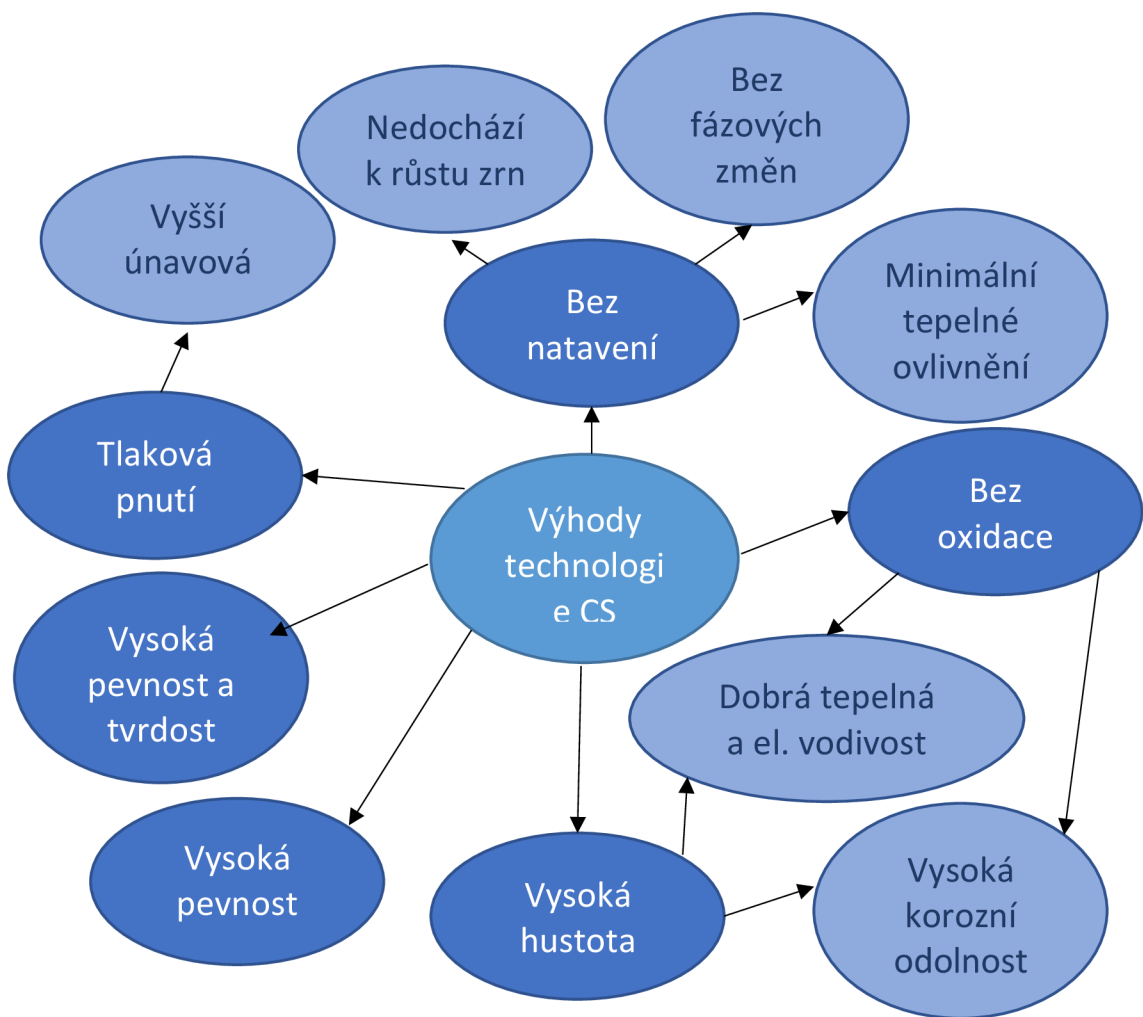 Bez
fázových
změn
Nedochází
k růstu zrn
Vyšší
únavová
Minimální
tepelné
ovlivnění
Bez
natavení
Tlaková
pnutí
Bez
oxidace
Výhody
technologi
e CS
Vysoká
pevnost a
tvrdost
Dobrá tepelná
a el. vodivost
Vysoká
pevnost
Vysoká
hustota
Vysoká
korozní
odolnost